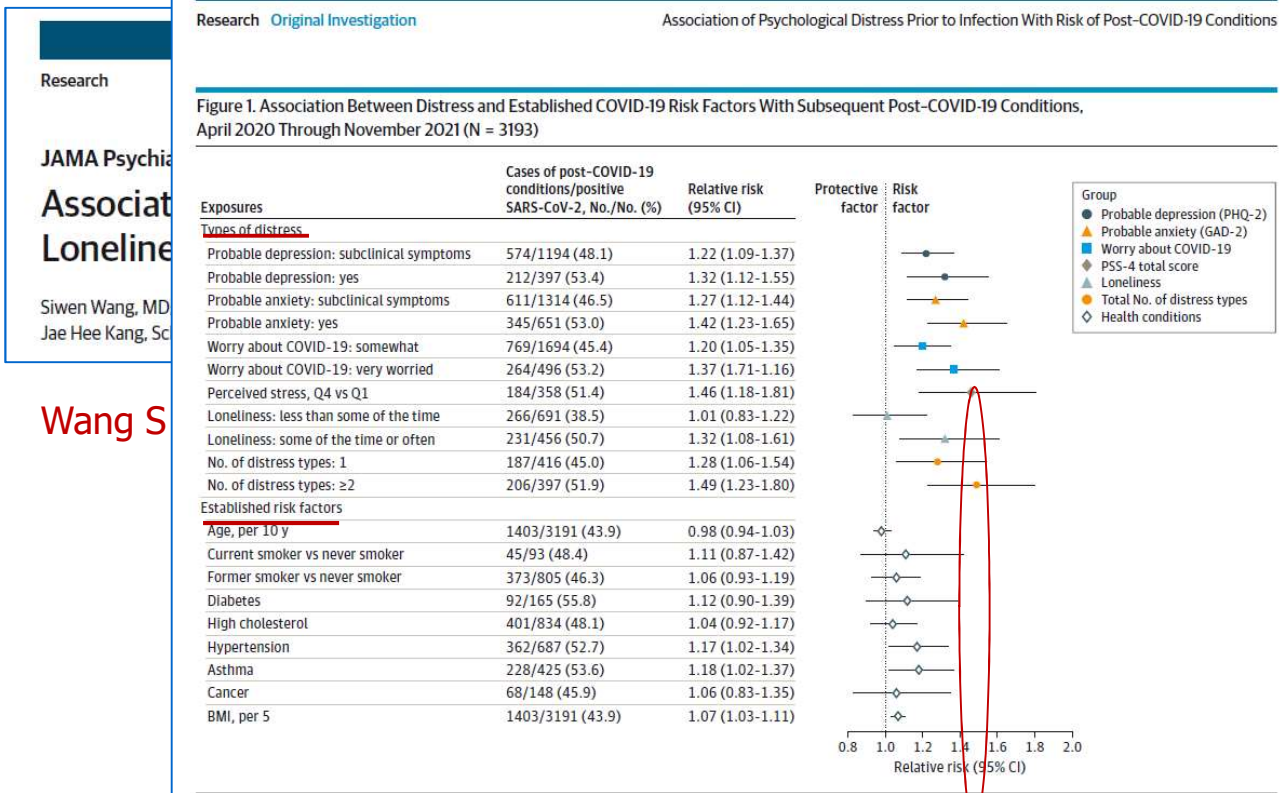 Research
JAMA Psychia
Associat
Loneline
Siwen Wang, MD
Jae Hee Kang, Sc
Wang S
Research Original Investigation
Association of Psychological Distress Prior to Infection With Risk of Post–COVID-19 Conditions
Figure 1. Association Between Distress and Established COVID-19 Risk Factors With Subsequent Post–COVID-19 Conditions,
April 2020 Through November 2021 (N = 3193)
Exposures Cases of post-COVID-19 conditions/positive SARS-CoV-2, No./No. (%) Relative risk (95% CI) Protective factor Risk factor
Types of distress
Probable depression: subclinical symptoms 574/1194 (48.1) 1.22 (1.09-1.37)
Probable depression: yes 212/397 (53.4) 1.32 (1.12-1.55)
Probable anxiety: subclinical symptoms 611/1314 (46.5) 1.27 (1.12-1.44)
Probable anxiety: yes 345/651 (53.0) 1.42 (1.23-1.65)
Worry about COVID-19: somewhat 769/1694 (45.4) 1.20 (1.05-1.35)
Worry about COVID-19: very worried 264/496 (53.2) 1.37 (1.71-1.16)
Perceived stress, Q4 vs Q1 184/358 (51.4) 1.46 (1.18-1.81)
Loneliness: less than some of the time 266/691 (38.5) 1.01 (0.83-1.22)
Loneliness: some of the time or often 231/456 (50.7) 1.32 (1.08-1.61)
No. of distress types: 1 187/416 (45.0) 1.28 (1.06-1.54)
No. of distress types: ≥2 206/397 (51.9) 1.49 (1.23-1.80)
Established risk factors
Age, per 10 y 1403/3191 (43.9) 0.98 (0.94-1.03)
Current smoker vs never smoker 45/93 (48.4) 1.11 (0.87-1.42)
Former smoker vs never smoker 373/805 (46.3) 1.06 (0.93-1.19)
Diabetes 92/165 (55.8) 1.12 (0.90-1.39)
High cholesterol 401/834 (48.1) 1.04 (0.92-1.17)
Hypertension 362/687 (52.7) 1.17 (1.02-1.34)
Asthma 228/425 (53.6) 1.18 (1.02-1.37)
Cancer 68/148 (45.9) 1.06 (0.83-1.35)
BMI, per 5 1403/3191 (43.9) 1.07 (1.03-1.11)
0.8 1.0 1.2 1.4 1.6 1.8 2.0
Relative risk (95% CI)
Group
Probable depression (PHQ-2)
Probable anxiety (GAD-2)
Worry about COVID-19
PSS-4 total score
Loneliness
Total No. of distress types
Health conditions